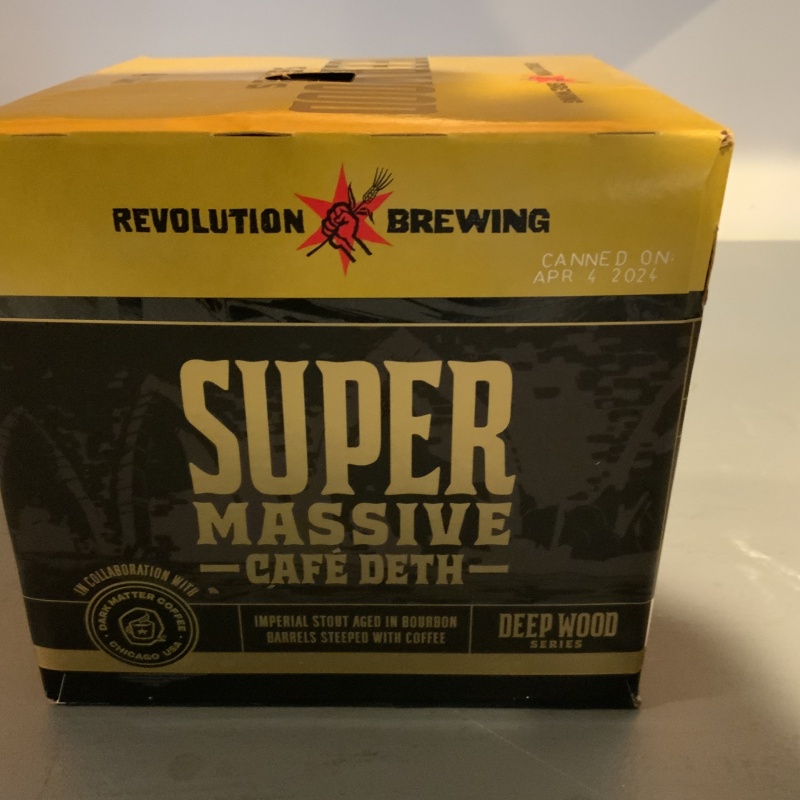 REVOLUTION BREWING
CANNED ON:
APR 4 2024
SUPER
MASSIVE
CAFÉ DETH
IN COLLABORATION WITH
DARK MATTER COFFEE
CHICAGO USA
IMPERIAL STOUT AGED IN BOURBON
BARRELS STEEPED WITH COFFEE
DEEP WOOD
SERIES